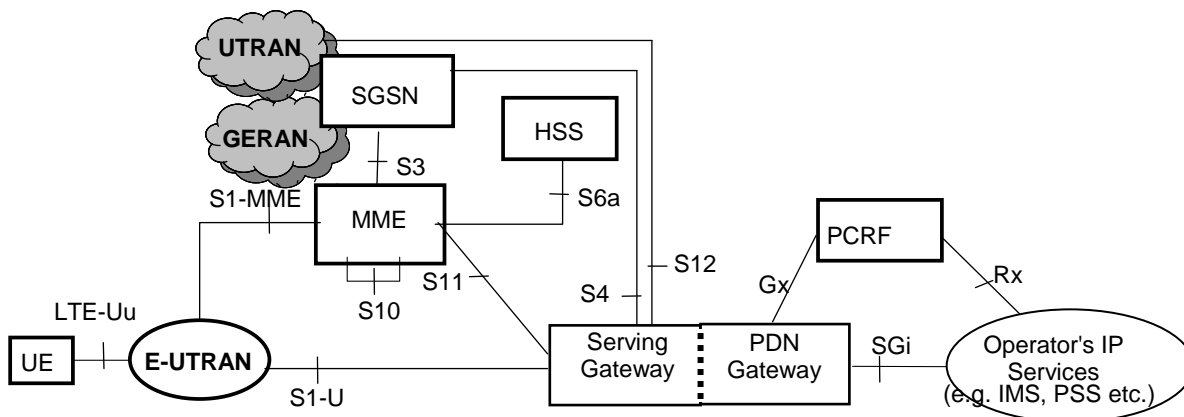 UTRAN
SGSN
GERAN
HSS
S3
S1-MME
S6a
MME
PCRF
S11
S12
Gx
Rx
S10
S4
LTE-Uu
UE
E-UTRAN
Serving
Gateway
PDN
Gateway
SGi
Operator's IP
Services
(e.g. IMS, PSS etc.)
S1-U